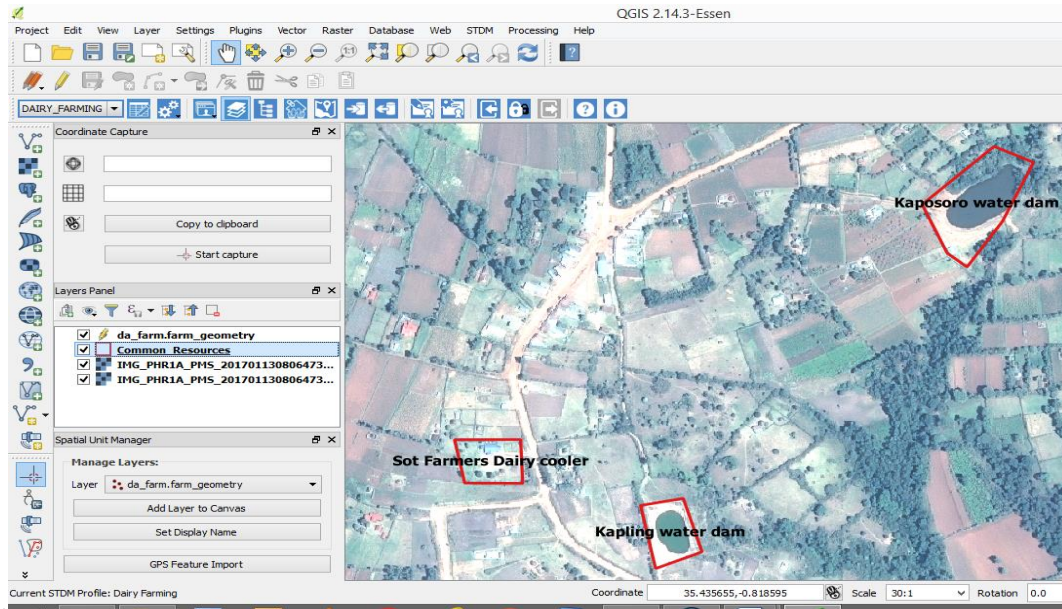 QGIS 2.14.3-Essen
Project Edit View Layer Settings Plugins Vector Raster Database Web STDM Processing Help
DAIRY_FARMING
Coordinate Capture
Copy to clipboard
Start capture
Layers Panel
da_farm.farm_geometry
Common_Resources
IMG_PHR1A_PMS_201701130806473...
IMG_PHR1A_PMS_201701130806473...
Spatial Unit Manager
Manage Layers:
Layer da_farm.farm_geometry
Add Layer to Canvas
Set Display Name
GPS Feature Import
Kaposoro water dam
Sot Farmers Dairy cooler
Kapling water dam
Current STDM Profile: Dairy Farming Coordinate 35.435655,-0.818595 Scale 30:1 Rotation 0.0